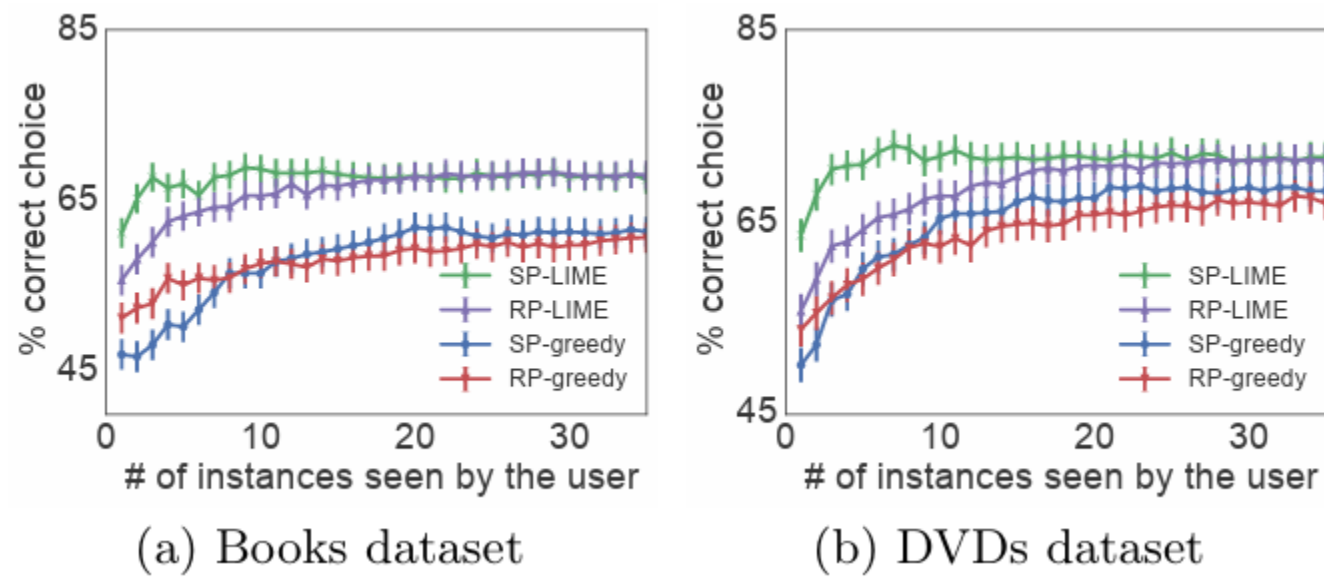 85
65
45
% correct choice
SP-LIME
RP-LIME
SP-greedy
RP-greedy
0 10 20 30
# of instances seen by the user
(a) Books dataset
85
65
45
% correct choice
SP-LIME
RP-LIME
SP-greedy
RP-greedy
0 10 20 30
# of instances seen by the user
(b) DVDs dataset